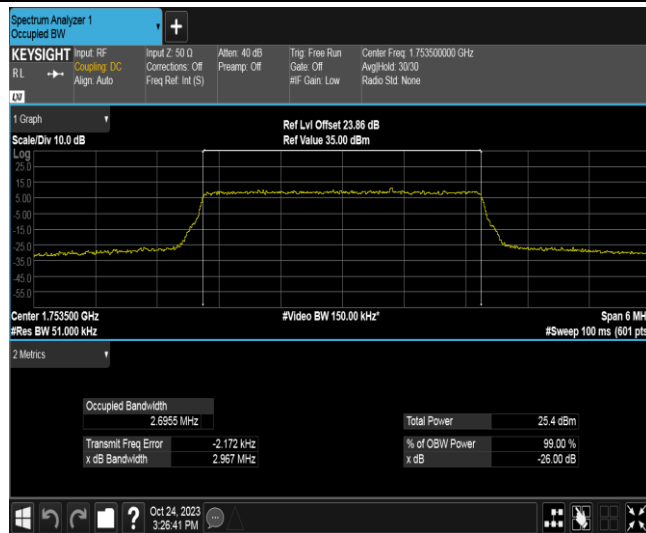 Spectrum Analyzer 1
Occupied BW
+
KEYSIGHT
RL
LXI
Input: RF
Coupling: DC
Align: Auto
Input Z: 50 Ω
Corrections: Off
Freq Ref: Int (S)
Atten: 40 dB
Preamp: Off
Trig: Free Run
Gate: Off
#IF Gain: Low
Center Freq: 1.753500000 GHz
Avg|Hold: 30/30
Radio Std: None
1 Graph
Scale/Div 10.0 dB
Ref Lvl Offset 23.86 dB
Ref Value 35.00 dBm
Log
25.0
15.0
5.00
-5.00
-15.0
-25.0
-35.0
-45.0
-55.0
Center 1.753500 GHz
#Res BW 51.000 kHz
#Video BW 150.00 kHz*
Span 6 MH
#Sweep 100 ms (601 pts
2 Metrics
Occupied Bandwidth
2.6955 MHz
Transmit Freq Error -2.172 kHz
x dB Bandwidth 2.967 MHz
Total Power 25.4 dBm
% of OBW Power 99.00 %
x dB -26.00 dB
?
Oct 24, 2023
3:26:41 PM